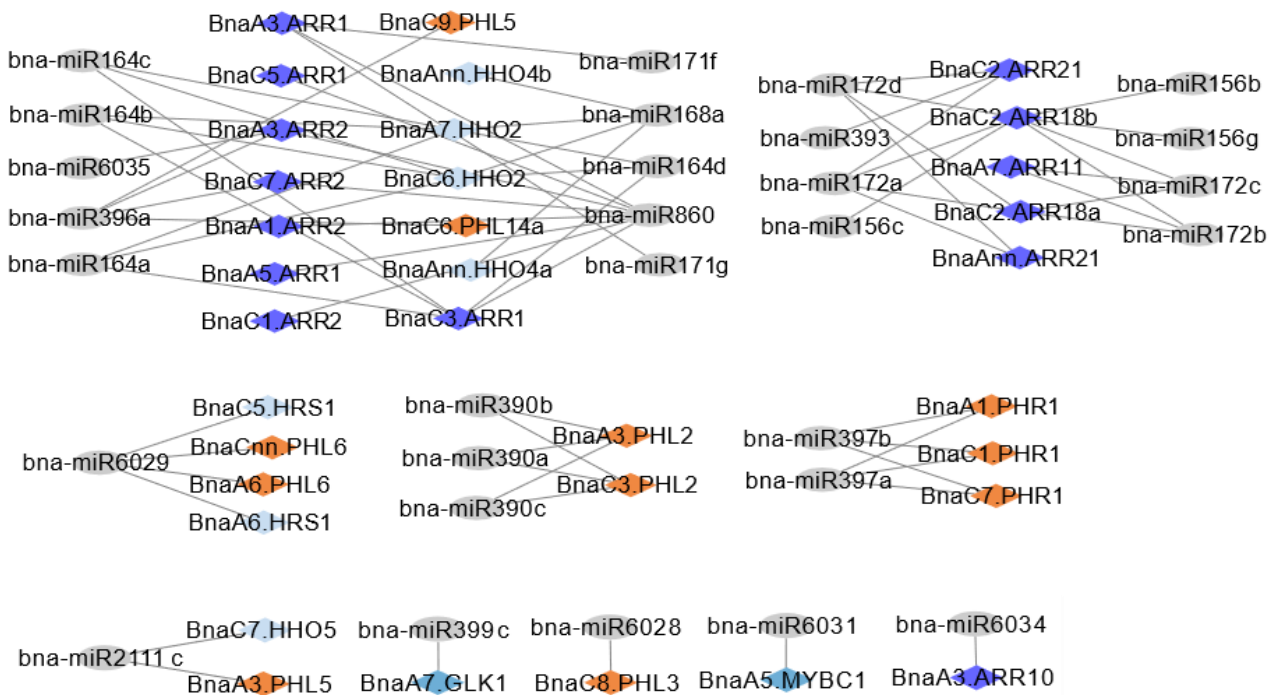 BnaA3.ARR1
BnaC9.PHL5
bna-miR164c
bna-miR171f
BnaC5.ARR1
BnaAnn.HHO4b
bna-miR164b
bna-miR168a
BnaA3.ARR2
BnaA7.HHO2
bna-miR6035
bna-miR164d
BnaC7.ARR2
BnaC6.HHO2
bna-miR396a
bna-miR860
BnaA1.ARR2
BnaC6.PHL14a
bna-miR164a
bna-miR171g
BnaA5.ARR1
BnaAnn.HHO4a
BnaC1.ARR2
BnaC3.ARR1
BnaC2.ARR21
bna-miR172d
bna-miR156b
BnaC2.ARR18b
bna-miR393
bna-miR156g
BnaA7.ARR11
bna-miR172a
bna-miR172c
BnaC2.ARR18a
bna-miR156c
bna-miR172b
BnaAnn.ARR21
BnaC5.HRS1
BnaCnn.PHL6
bna-miR6029
BnaA6.PHL6
BnaA6.HRS1
bna-miR390b
BnaA3.PHL2
bna-miR390a
BnaC3.PHL2
bna-miR390c
BnaA1.PHR1
bna-miR397b
BnaC1.PHR1
bna-miR397a
BnaC7.PHR1
BnaC7.HHO5
bna-miR2111 c
BnaA3.PHL5
bna-miR399 c
BnaA7.GLK1
bna-miR6028
BnaC8.PHL3
bna-miR6031
BnaA5.MYBC1
bna-miR6034
BnaA3.ARR10